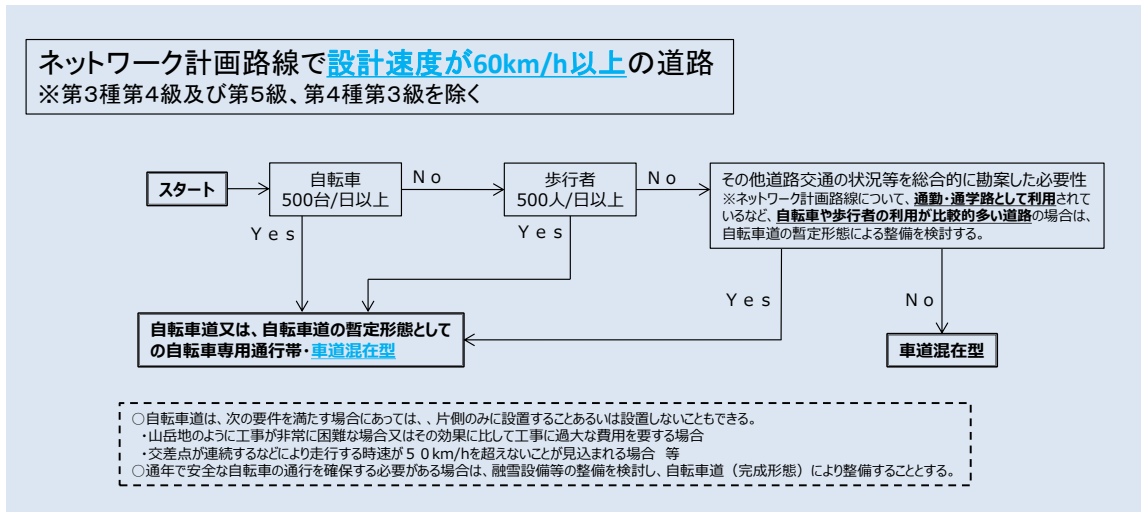 ネットワーク計画路線で設計速度が60km/h以上の道路
※第3種第4級及び第5級、第4種第3級を除く
スタート
自転車
500台/日以上
No
歩行者
500人/日以上
No
その他道路交通の状況等を総合的に勘案した必要性
※ネットワーク計画路線について、通勤・通学路として利用されて
いるなど、自転車や歩行者の利用が比較的多い道路の場合は、
自転車道の暫定形態による整備を検討する。
Yes
Yes
Yes
No
自転車道又は、自転車道の暫定形態として
の自転車専用通行帯・車道混在型
車道混在型
○自転車道は、次の要件を満たす場合にあっては、、片側のみに設置することあるいは設置しないこともできる。
・山岳地のように工事が非常に困難な場合又はその効果に比して工事に過大な費用を要する場合
・交差点が連続するなどにより走行する時速が50km/hを超えないことが見込まれる場合 等
○通年で安全な自転車の通行を確保する必要がある場合は、融雪設備等の整備を検討し、自転車道（完成形態）により整備することとする。